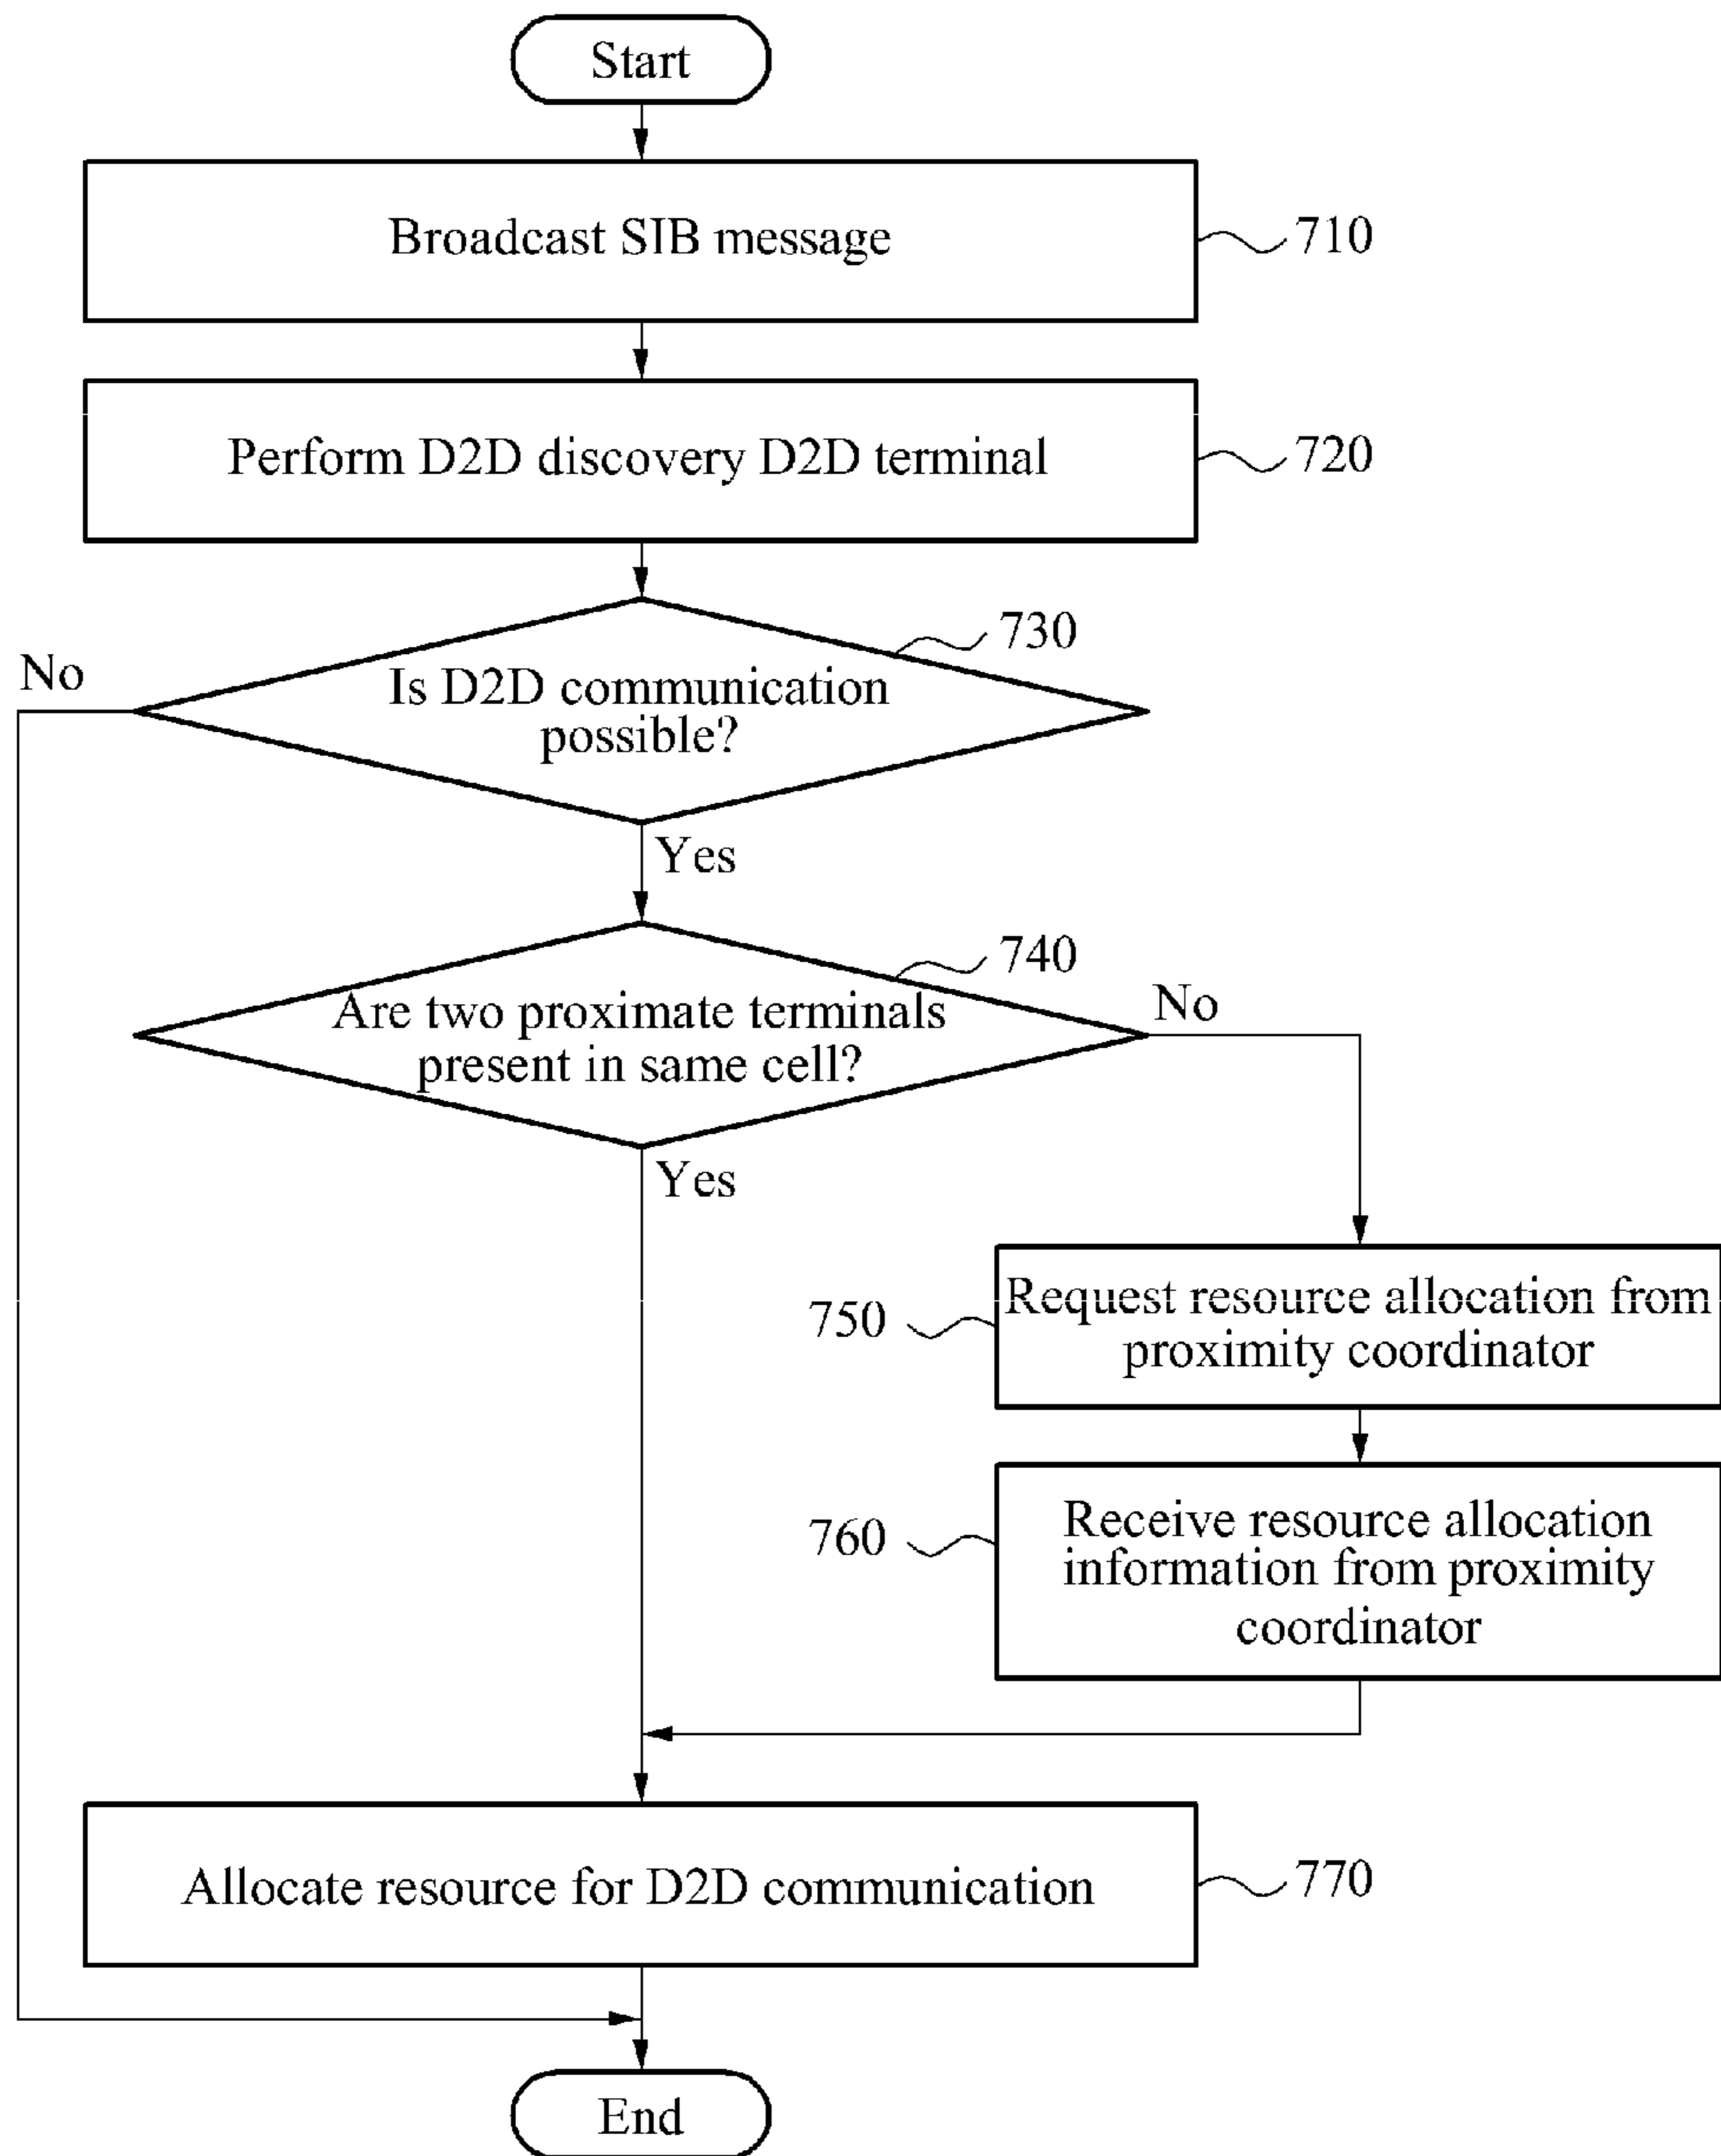 Start
Broadcast SIB message
710
Perform D2D discovery D2D terminal
720
730
No
Is D2D communication
possible?
Yes
740
Are two proximate terminals
present in same cell?
No
Yes
Request resource allocation from
proximity coordinator
750
Receive resource allocation
information from proximity
coordinator
760
Allocate resource for D2D communication
770
End